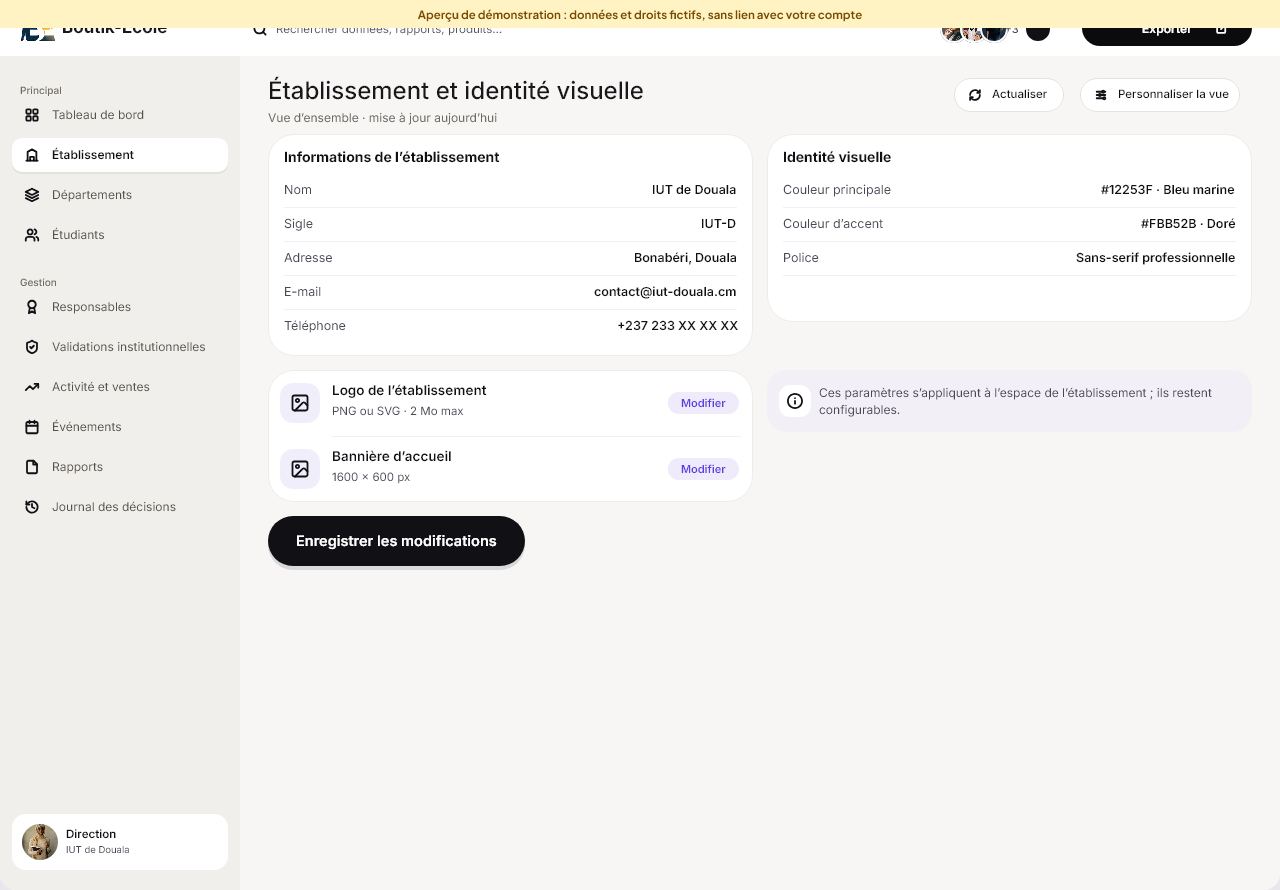 Aperçu de démonstration : données et droits fictifs, sans lien avec votre compte
Boutik-École
Rechercher données, rapports, produits...
+3
Exporter
Principal
Tableau de bord
Établissement
Départements
Étudiants
Gestion
Responsables
Validations institutionnelles
Activité et ventes
Événements
Rapports
Journal des décisions
Direction
IUT de Douala
Établissement et identité visuelle
Vue d’ensemble · mise à jour aujourd’hui
Actualiser
Personnaliser la vue
Informations de l’établissement
Nom IUT de Douala
Sigle IUT-D
Adresse Bonabéri, Douala
E-mail contact@iut-douala.cm
Téléphone +237 233 XX XX XX
Identité visuelle
Couleur principale #12253F · Bleu marine
Couleur d’accent #FBB52B · Doré
Police Sans-serif professionnelle
Logo de l’établissement
PNG ou SVG · 2 Mo max
Modifier
Bannière d’accueil
1600 × 600 px
Modifier
Ces paramètres s’appliquent à l’espace de l’établissement ; ils restent
configurables.
Enregistrer les modifications